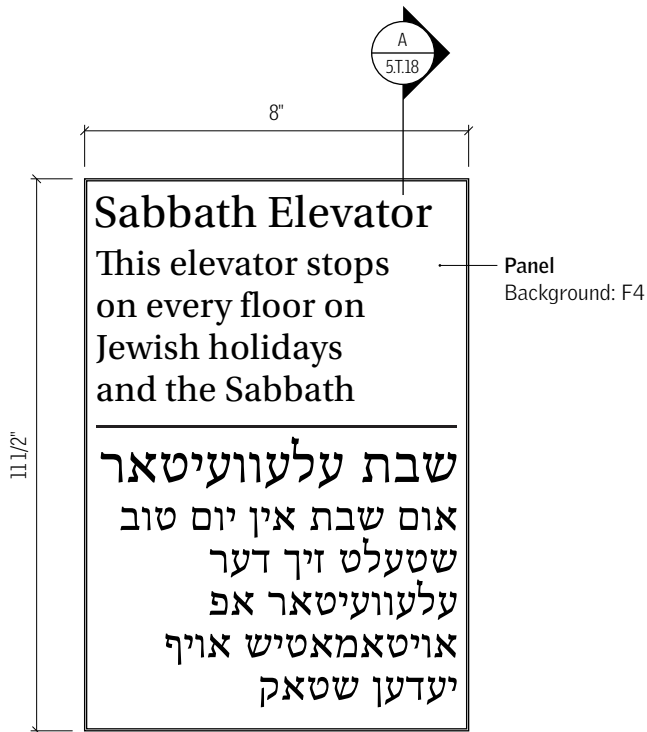 A
5.T.18
8"
11 1/2"
Sabbath Elevator
This elevator stops
on every floor on
Jewish holidays
and the Sabbath
Panel
Background: F4
שבת עלעוועיטאר
אום שבת אין יום טוב
שטעלט זיך דער
עלעוועיטאר אפ
אויטאמאטיש אויף
יעדען שטאק